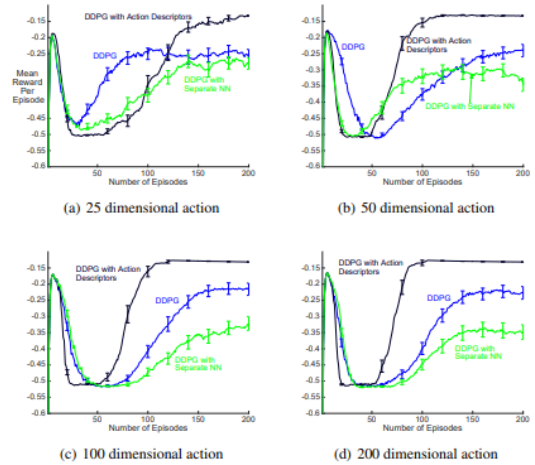 DDPG with Action Descriptors
DDPG
DDPG with
Separate NN
Mean
Reward
Per
Episode
-0.15
-0.2
-0.25
-0.3
-0.35
-0.4
-0.45
-0.5
-0.55
-0.6
50
100
150
200
Number of Episodes
(a) 25 dimensional action
DDPG
DDPG with Action
Descriptors
DDPG with Separate NN
-0.15
-0.2
-0.25
-0.3
-0.35
-0.4
-0.45
-0.5
-0.55
-0.6
50
100
150
200
Number of Episodes
(b) 50 dimensional action
DDPG with Action
Descriptors
DDPG
DDPG with
Separate NN
-0.15
-0.2
-0.25
-0.3
-0.35
-0.4
-0.45
-0.5
-0.55
-0.6
50
100
150
200
Number of Episodes
(c) 100 dimensional action
DDPG with Action
Descriptors
DDPG
DDPG with
Separate NN
-0.15
-0.2
-0.25
-0.3
-0.35
-0.4
-0.45
-0.5
-0.55
-0.6
50
100
150
200
Number of Episodes
(d) 200 dimensional action